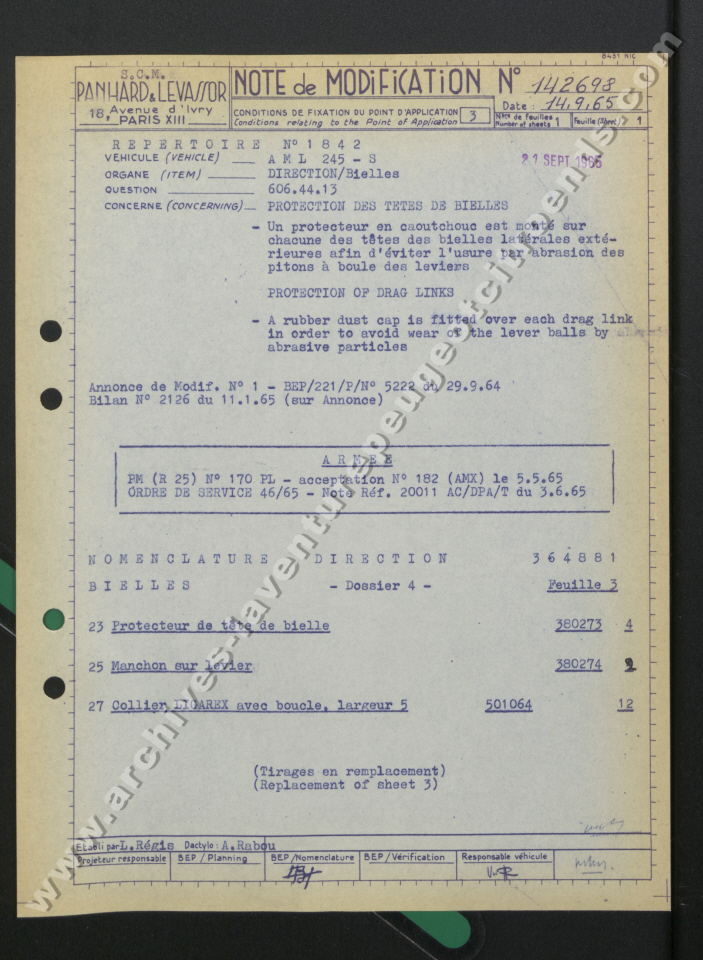 8431 NIC
S.C.M.
PANHARD & LEVASSOR
18, Avenue d'Ivry
PARIS XIII
NOTE de MODIFICATION N° 142698
Date : 14.9.65
CONDITIONS DE FIXATION DU POINT D'APPLICATION
Conditions relating to the Point of Application
3
Nbre de feuilles
Number of sheets 1
Feuille 1
REPERTOIRE N° 1842
VEHICULE (VEHICLE) AML 245 - S
21 SEPT 1965
ORGANE (ITEM) DIRECTION/Bielles
QUESTION 606.44.13
CONCERNE (CONCERNING) PROTECTION DES TETES DE BIELLES
- Un protecteur en caoutchouc est monté sur
chacune des têtes des bielles latérales exté-
rieures afin d'éviter l'usure par abrasion des
pitons à boule des leviers
PROTECTION OF DRAG LINKS
- A rubber dust cap is fitted over each drag link
in order to avoid wear of the lever balls by
abrasive particles
Annonce de Modif. N° 1 - BEP/221/P/N° 5222 du 29.9.64
Bilan N° 2126 du 11.1.65 (sur Annonce)
ARMEE
PM (R 25) N° 170 PL - acceptation N° 182 (AMX) le 5.5.65
ORDRE DE SERVICE 46/65 - Note Réf. 20011 AC/DPA/T du 3.6.65
NOMENCLATURE DIRECTION 364881
BIELLES - Dossier 4 - Feuille 3
23 Protecteur de tête de bielle 380273 4
25 Manchon sur levier 380274 2
27 Collier LIGAREX avec boucle, largeur 5 501064 12
(Tirages en remplacement)
(Replacement of sheet 3)
Etabli par L. Régis Dactylo : A. Rabou
Projeteur responsable
BEP / Planning
BEP / Nomenclature
BEP / Vérification
Responsable véhicule
www.archives-laventurepeugeotcitroends.com